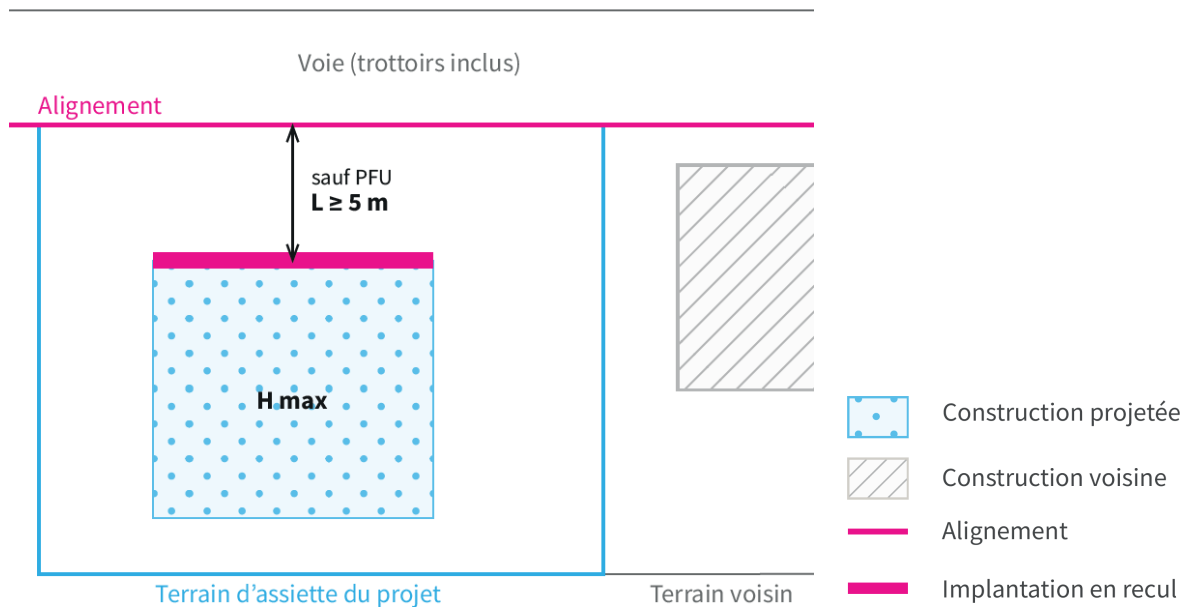 Voie (trottoirs inclus)
Alignement
sauf PFU
L ≥ 5 m
H max
Terrain d’assiette du projet
Terrain voisin
Construction projetée
Construction voisine
Alignement
Implantation en recul